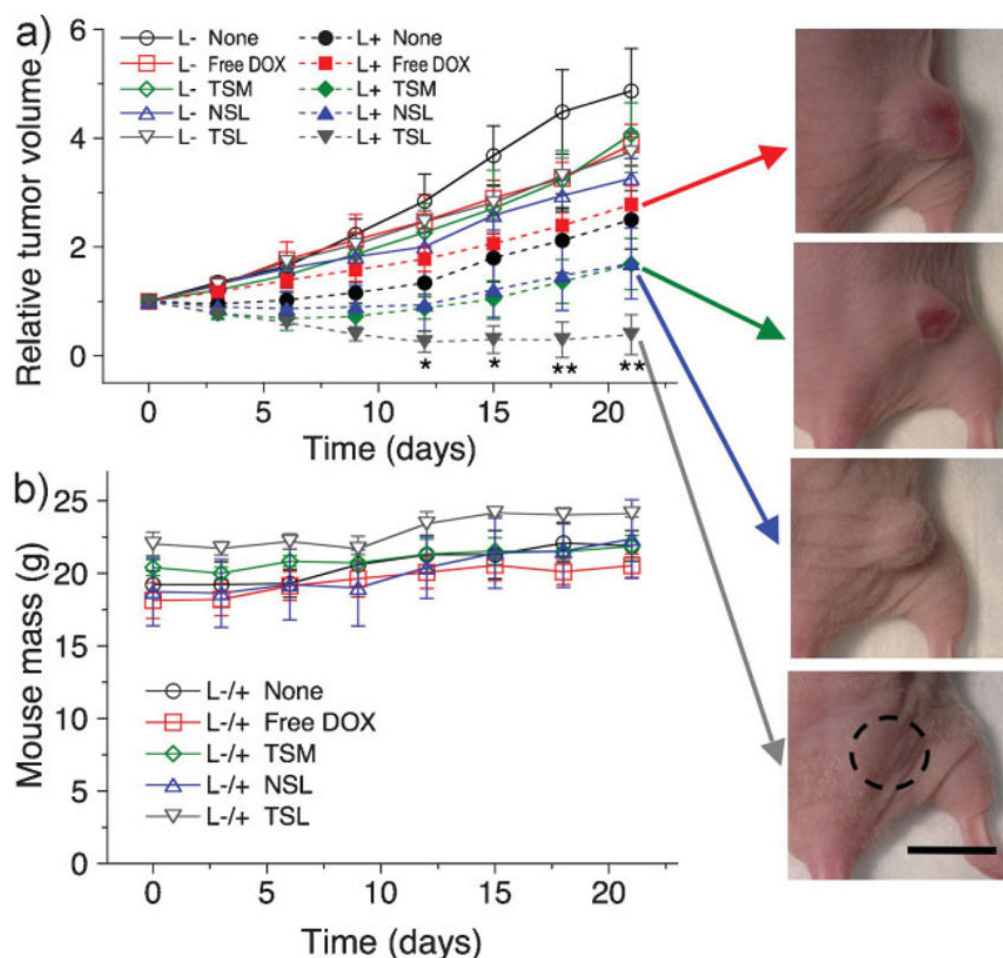 a)
Relative tumor volume
6
4
2
0
L- None
L- Free DOX
L- TSM
L- NSL
L- TSL
L+ None
L+ Free DOX
L+ TSM
L+ NSL
L+ TSL
* * ** **
0 5 10 15 20
Time (days)
b)
Mouse mass (g)
25
20
15
10
5
0
L-/+ None
L-/+ Free DOX
L-/+ TSM
L-/+ NSL
L-/+ TSL
0 5 10 15 20
Time (days)